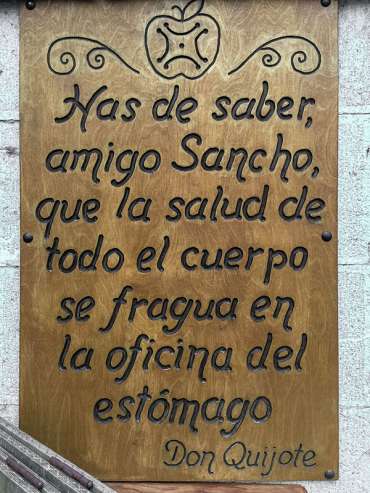 Has de saber,
amigo Sancho,
que la salud de
todo el cuerpo
se fragua en
la oficina del
estómago
Don Quijote